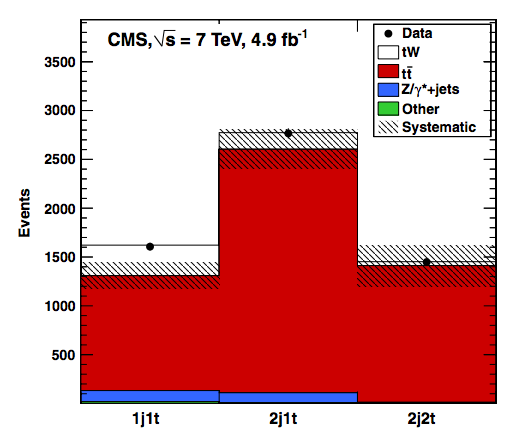 CMS, √s = 7 TeV, 4.9 fb⁻¹
Data
tW
tt̄
Z/γ*+jets
Other
Systematic
Events
3500
3000
2500
2000
1500
1000
500
1j1t 2j1t 2j2t